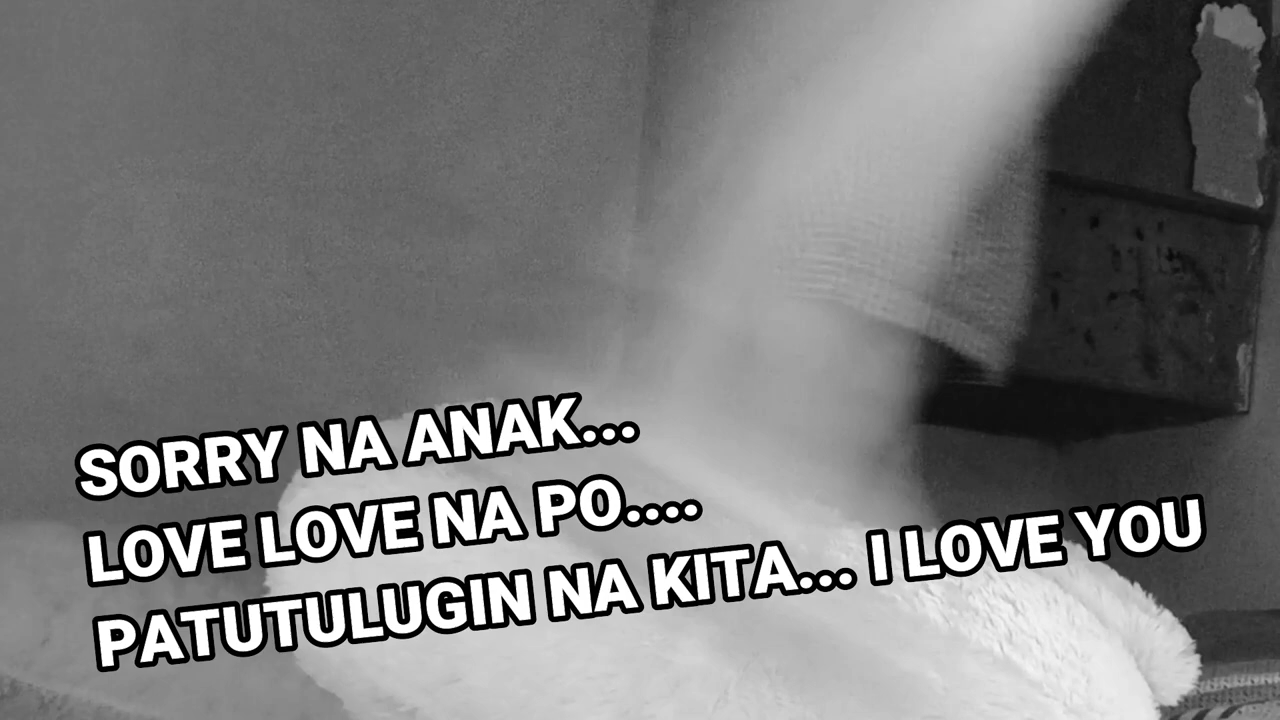 SORRY NA ANAK...
LOVE LOVE NA PO....
PATUTULUGIN NA KITA... I LOVE YOU